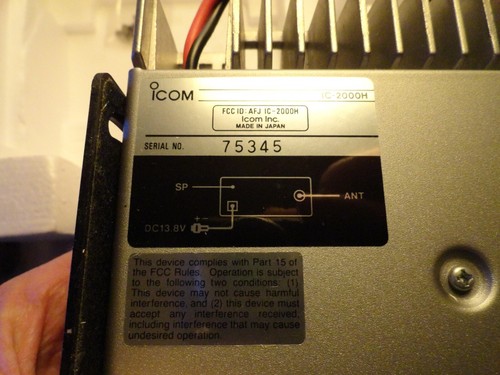 ICOM IC-2000H
FCC ID: AFJ IC-2000H
Icom Inc.
MADE IN JAPAN
SERIAL NO. 75345
SP
ANT
DC13.8V
+ -
This device complies with Part 15 of
the FCC Rules. Operation is subject
to the following two conditions: (1)
This device may not cause harmful
interference, and (2) this device must
accept any interference received,
including interference that may cause
undesired operation.